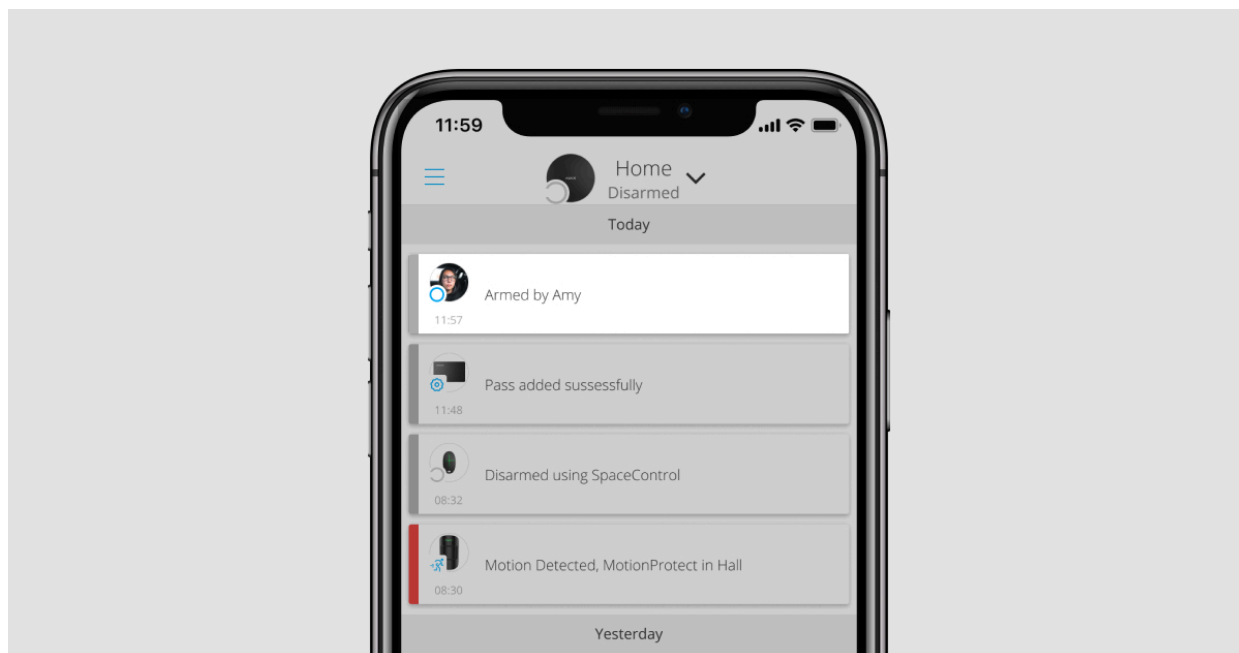 11:59
Home
Disarmed
Today
Armed by Amy
11:57
Pass added sussessfully
11:48
Disarmed using SpaceControl
08:32
Motion Detected, MotionProtect in Hall
08:30
Yesterday